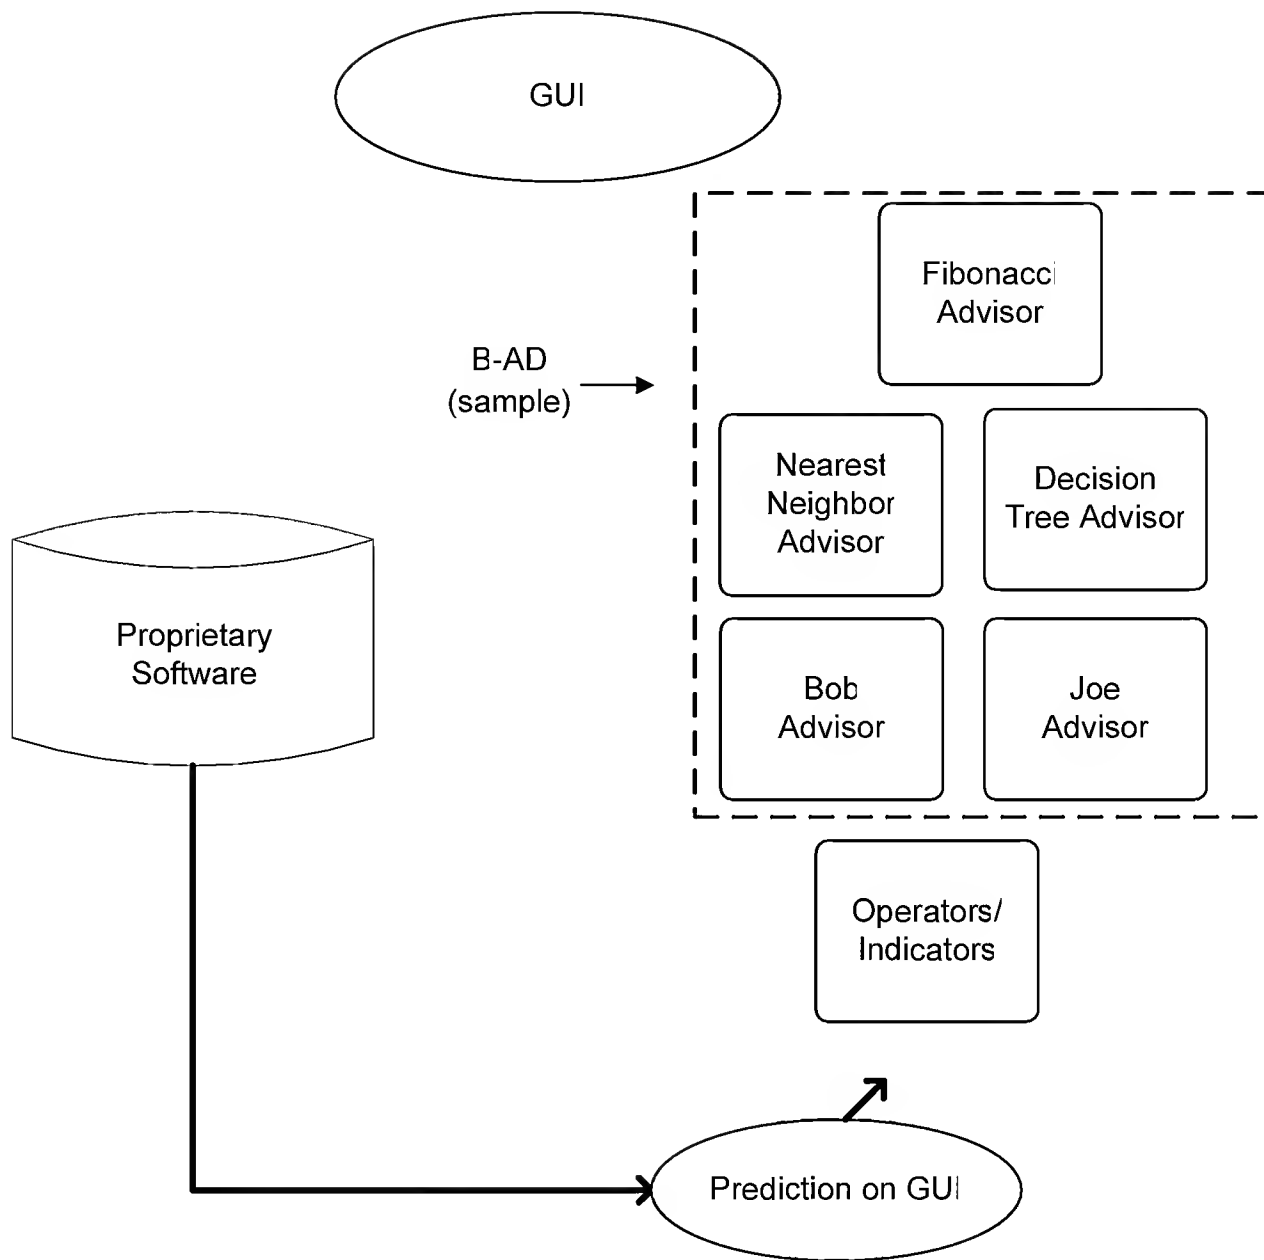 GUI
Fibonacci
Advisor
B-AD
(sample)
Nearest
Neighbor
Advisor
Decision
Tree Advisor
Proprietary
Software
Bob
Advisor
Joe
Advisor
Operators/
Indicators
Prediction on GUI